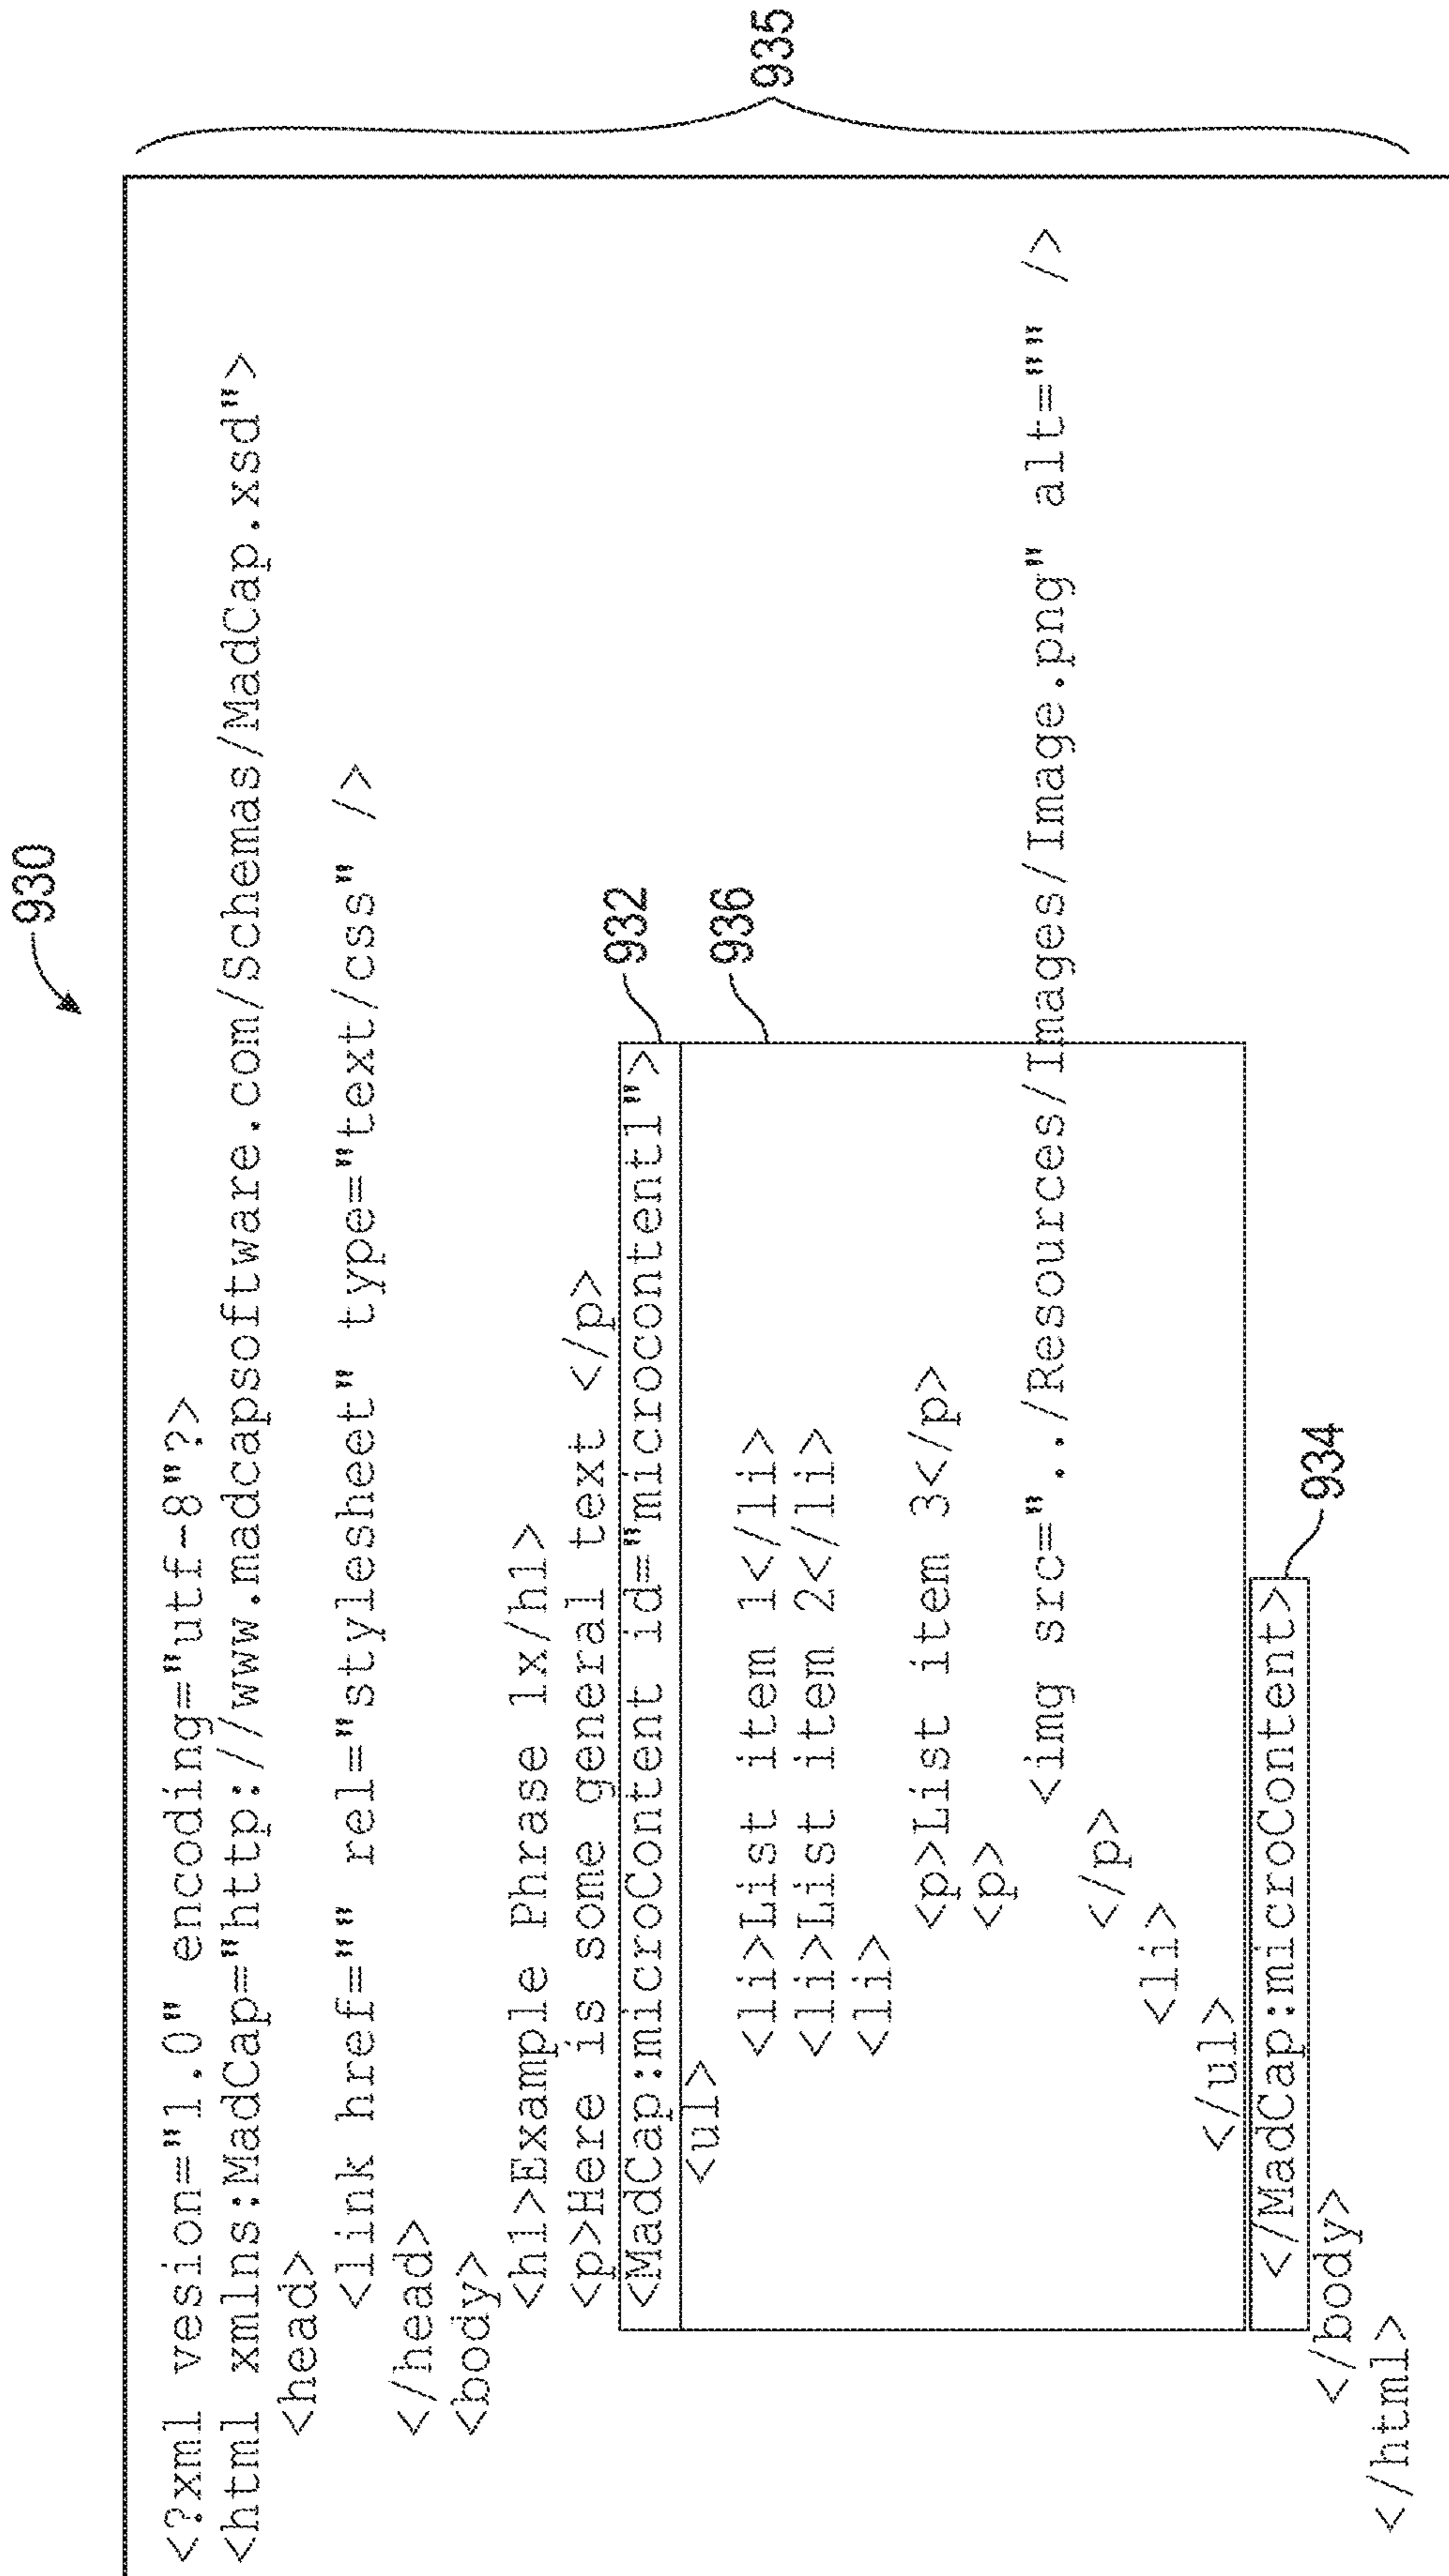 930
<?xml vesion="1.0" encoding="utf-8"?>
<html xmlns:MadCap="http://www.madcapsoftware.com/Schemas/MadCap.xsd">
<head>
<link href="" rel="stylesheet" type="text/css" />
</head>
<body>
<h1>Example Phrase 1x/h1>
<p>Here is some general text </p>
932
<MadCap:microContent id="microcontent1">
936
<ul>
<li>List item 1</li>
<li>List item 2</li>
<li>
<p>List item 3</p>
<p>
<img src="../Resources/Images/Image.png" alt="" />
</p>
<li>
</ul>
</MadCap:microContent>
934
</body>
</html>
935